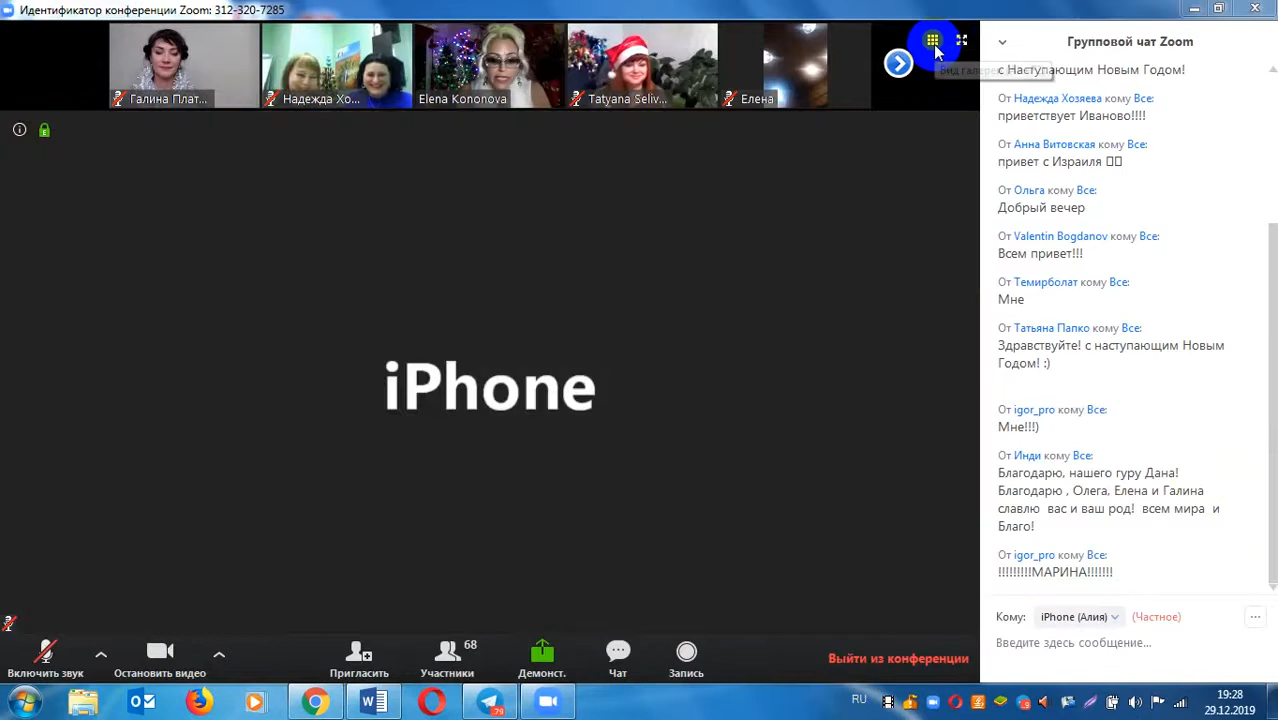 Идентификатор конференции Zoom: 312-320-7285
Галина Плат...
Надежда Хо...
Elena Kononova
Tatyana Seliv...
Елена
iPhone
Групповой чат Zoom
с Наступающим Новым Годом!
От Надежда Хозяева кому Все:
приветствует Иваново!!!!
От Анна Витовская кому Все:
привет с Израиля
От Ольга кому Все:
Добрый вечер
От Valentin Bogdanov кому Все:
Всем привет!!!
От Темирболат кому Все:
Мне
От Татьяна Папко кому Все:
Здравствуйте! с наступающим Новым
Годом! :)
От igor_pro кому Все:
Мне!!!)
От Инди кому Все:
Благодарю, нашего гуру Дана!
Благодарю , Олега, Елена и Галина
славлю вас и ваш род! всем мира и
Благо!
От igor_pro кому Все:
!!!!!!!!!МАРИНА!!!!!!!
Кому: iPhone (Алия) (Частное)
Введите здесь сообщение...
Включить звук
Остановить видео
Пригласить
68
Участники
Демонст.
Чат
Запись
Выйти из конференции
79
RU
19:28
29.12.2019